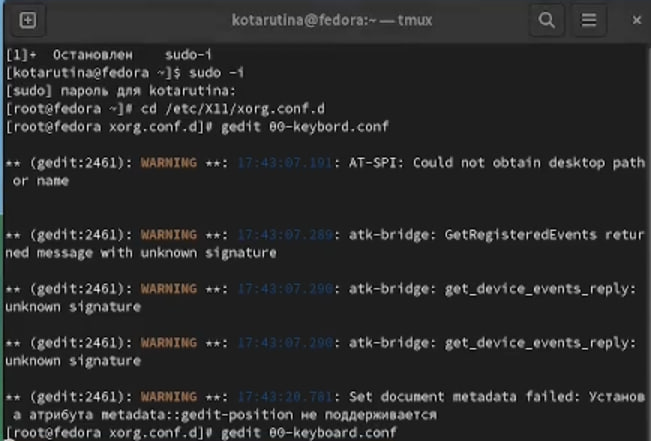 kotarutina@fedora:~ — tmux
[1]+ Остановлен sudo-i
[kotarutina@fedora ~]$ sudo -i
[sudo] пароль для kotarutina:
[root@fedora ~]# cd /etc/X11/xorg.conf.d
[root@fedora xorg.conf.d]# gedit 00-keybord.conf
** (gedit:2461): WARNING **: 17:43:07.191: AT-SPI: Could not obtain desktop path
or name
** (gedit:2461): WARNING **: 17:43:07.289: atk-bridge: GetRegisteredEvents retur
ned message with unknown signature
** (gedit:2461): WARNING **: 17:43:07.290: atk-bridge: get_device_events_reply:
unknown signature
** (gedit:2461): WARNING **: 17:43:07.290: atk-bridge: get_device_events_reply:
unknown signature
** (gedit:2461): WARNING **: 17:43:20.781: Set document metadata failed: Установ
а атрибута metadata::gedit-position не поддерживается
[root@fedora xorg.conf.d]# gedit 00-keyboard.conf